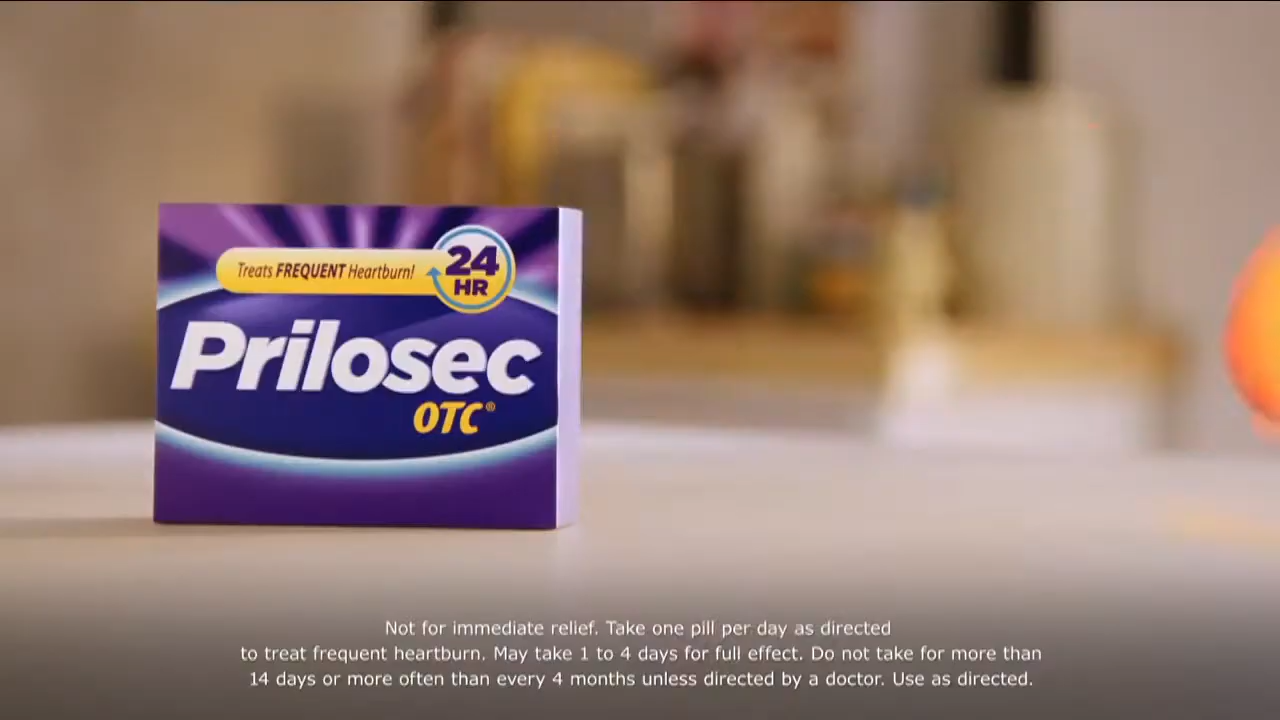 Treats FREQUENT Heartburn!
24
HR
Prilosec
OTC®
Not for immediate relief. Take one pill per day as directed
to treat frequent heartburn. May take 1 to 4 days for full effect. Do not take for more than
14 days or more often than every 4 months unless directed by a doctor. Use as directed.